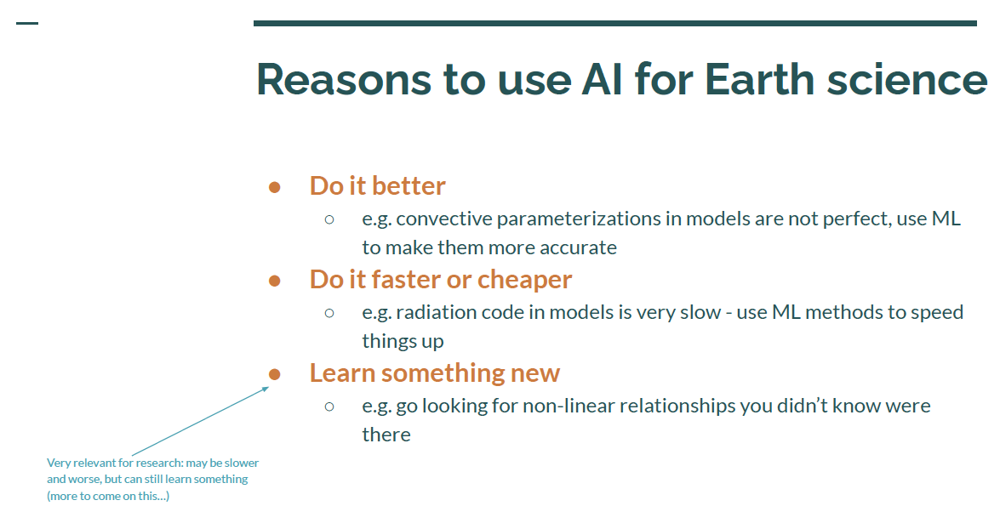 Reasons to use AI for Earth science
● Do it better
○ e.g. convective parameterizations in models are not perfect, use ML
to make them more accurate
● Do it faster or cheaper
○ e.g. radiation code in models is very slow - use ML methods to speed
things up
● Learn something new
○ e.g. go looking for non-linear relationships you didn’t know were
there
Very relevant for research: may be slower
and worse, but can still learn something
(more to come on this…)